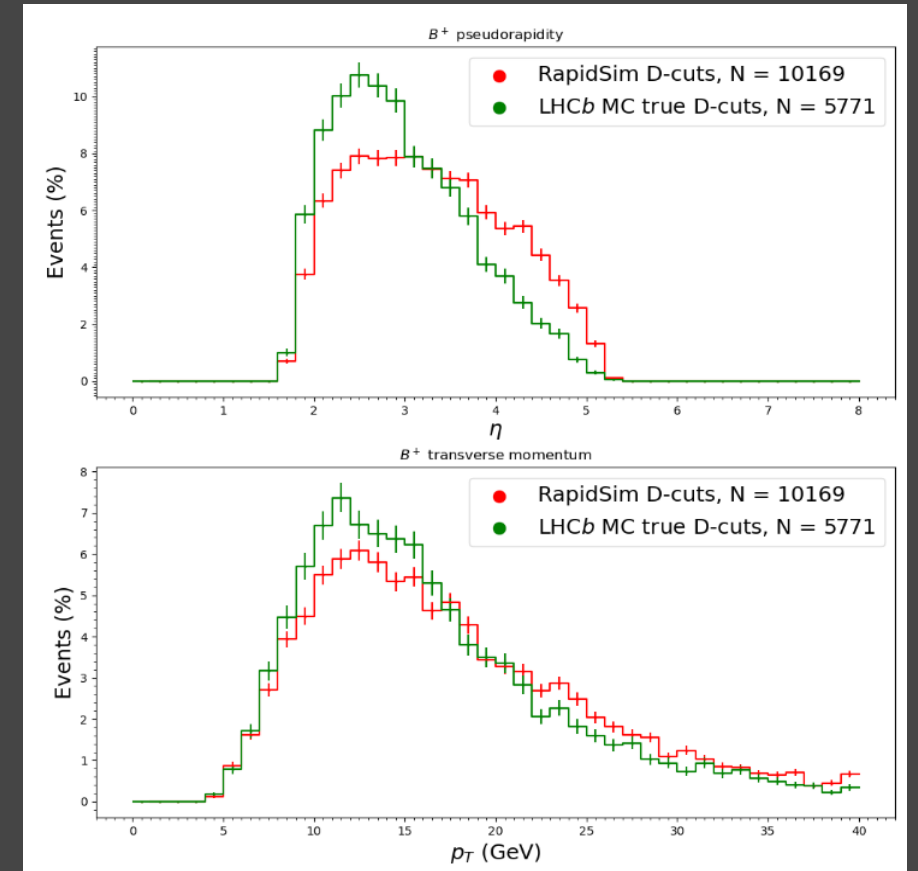 B⁺ pseudorapidity
RapidSim D-cuts, N = 10169
LHCb MC true D-cuts, N = 5771
Events (%)
10
8
6
4
2
0
0 1 2 3 4 5 6 7 8
η
B⁺ transverse momentum
RapidSim D-cuts, N = 10169
LHCb MC true D-cuts, N = 5771
Events (%)
8
7
6
5
4
3
2
1
0
0 5 10 15 20 25 30 35 40
p_T (GeV)